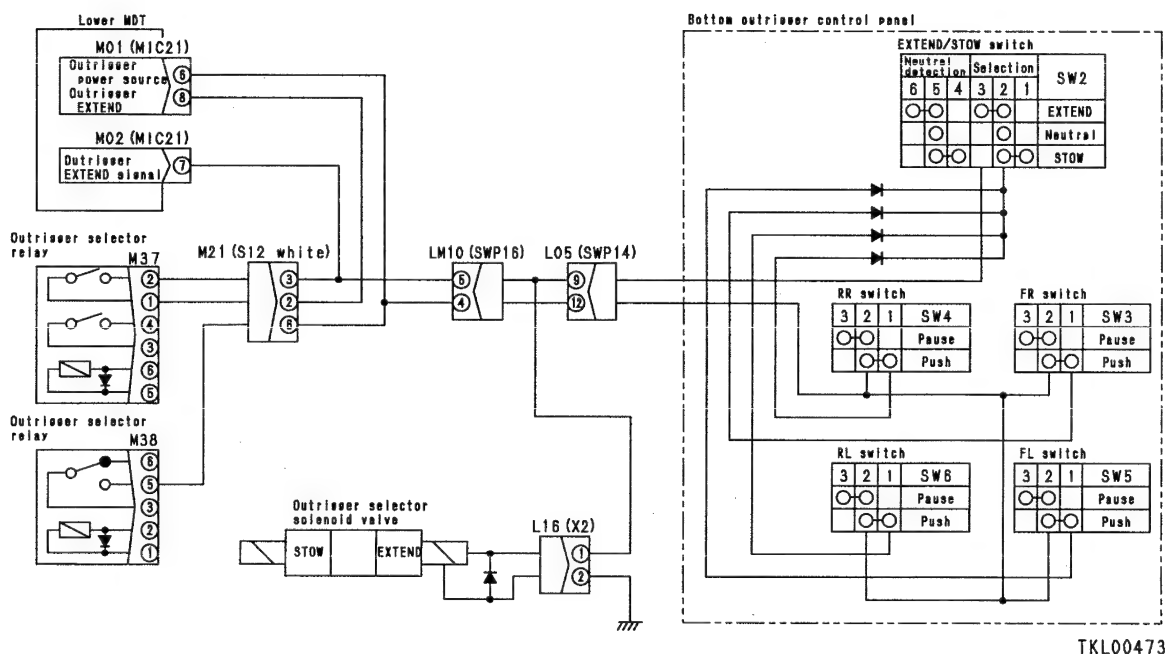 Lower MDT
M01 (MIC21)
Outrigger
power source
6
Outrigger
EXTEND
8
M02 (MIC21)
Outrigger
EXTEND signal
7
Outrigger selector
relay
M37
2
1
4
3
6
5
Outrigger selector
relay
M38
6
5
3
2
1
M21 (S12 white)
3
2
6
LM10 (SWP16)
5
4
L05 (SWP14)
9
12
Outrigger selector
solenoid valve
STOW
EXTEND
L16 (X2)
1
2
Bottom outrigger control panel
EXTEND/STOW switch
Neutral
detection
Selection
SW2
6 5 4 3 2 1
EXTEND
Neutral
STOW
RR switch
3 2 1 SW4
Pause
Push
FR switch
3 2 1 SW3
Pause
Push
RL switch
3 2 1 SW6
Pause
Push
FL switch
3 2 1 SW5
Pause
Push
TKL00473